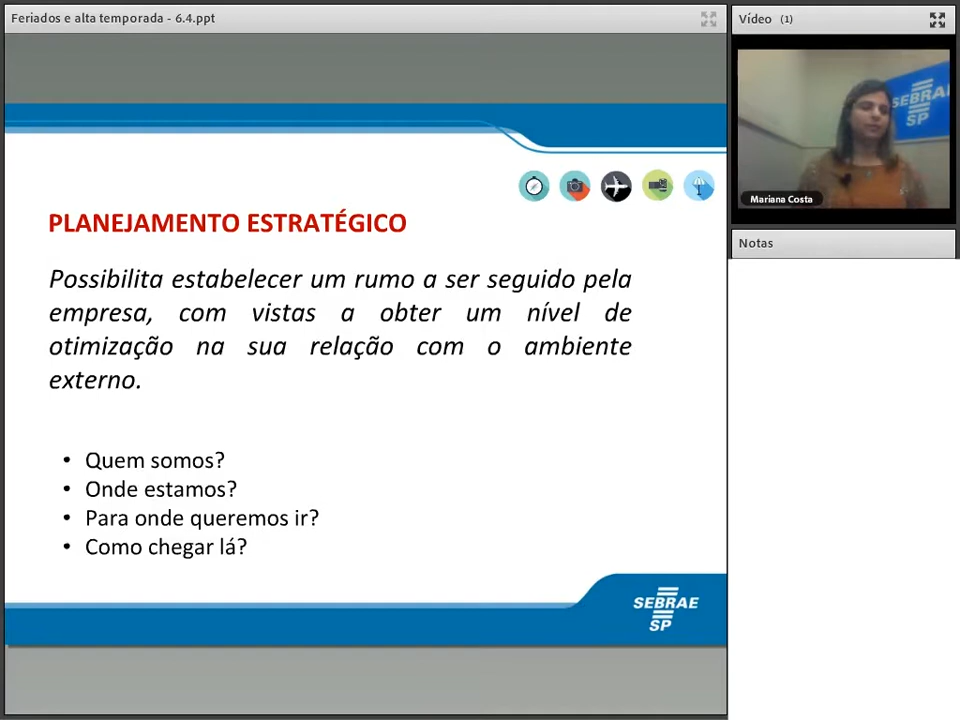 Feriados e alta temporada - 6.4.ppt
Vídeo (1)
SEBRAE
SP
Mariana Costa
Notas
PLANEJAMENTO ESTRATÉGICO
Possibilita estabelecer um rumo a ser seguido pela
empresa, com vistas a obter um nível de
otimização na sua relação com o ambiente
externo.
• Quem somos?
• Onde estamos?
• Para onde queremos ir?
• Como chegar lá?
SEBRAE
SP